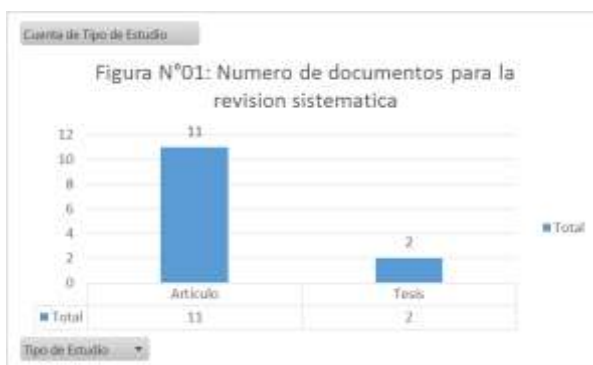 Cuenta de Tipo de Estudio
Figura N°01: Numero de documentos para la
revision sistematica
12
10
8
6
4
2
0
11
2
Total
Artículo Tesis
Total 11 2
Tipo de Estudio